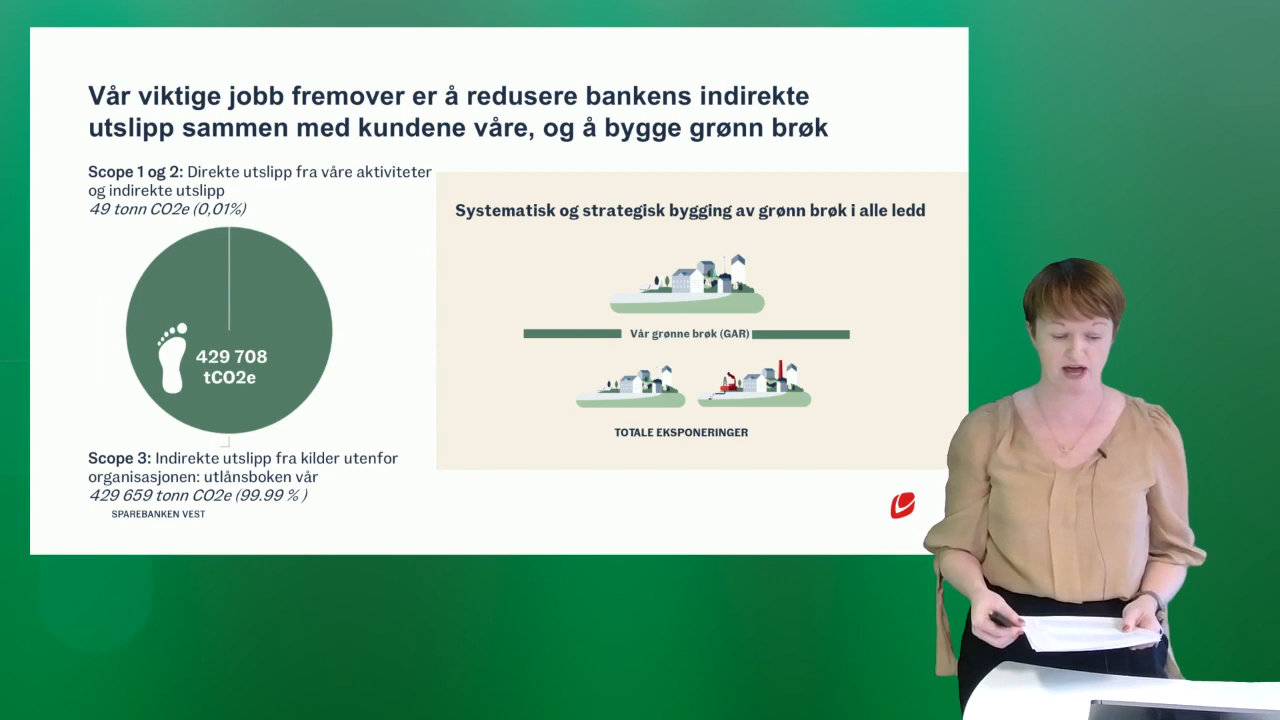 Vår viktige jobb fremover er å redusere bankens indirekte
utslipp sammen med kundene våre, og å bygge grønn brøk
Scope 1 og 2: Direkte utslipp fra våre aktiviteter
og indirekte utslipp
49 tonn CO2e (0,01%)
429 708
tCO2e
Scope 3: Indirekte utslipp fra kilder utenfor
organisasjonen: utlånsboken vår
429 659 tonn CO2e (99.99 % )
SPAREBANKEN VEST
Systematisk og strategisk bygging av grønn brøk i alle ledd
Vår grønne brøk (GAR)
TOTALE EKSPONERINGER